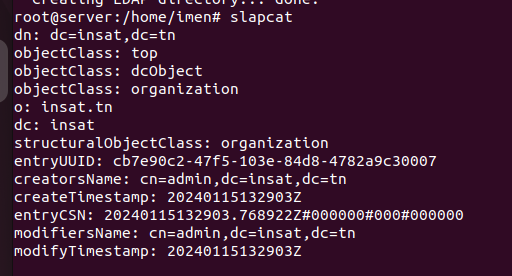 Creating LDAP directory... done.
root@server:/home/imen# slapcat
dn: dc=insat,dc=tn
objectClass: top
objectClass: dcObject
objectClass: organization
o: insat.tn
dc: insat
structuralObjectClass: organization
entryUUID: cb7e90c2-47f5-103e-84d8-4782a9c30007
creatorsName: cn=admin,dc=insat,dc=tn
createTimestamp: 20240115132903Z
entryCSN: 20240115132903.768922Z#000000#000#000000
modifiersName: cn=admin,dc=insat,dc=tn
modifyTimestamp: 20240115132903Z